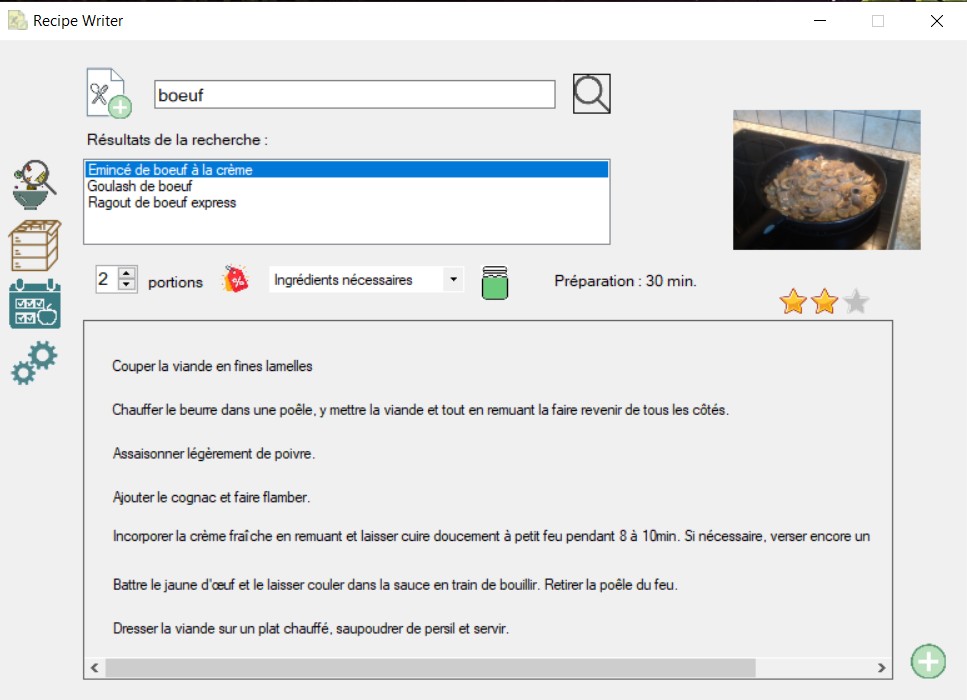 Recipe Writer
boeuf
Résultats de la recherche :
Emincé de boeuf à la crème
Goulash de boeuf
Ragout de boeuf express
2 portions % Ingrédients nécessaires Préparation : 30 min.
Couper la viande en fines lamelles
Chauffer le beurre dans une poêle, y mettre la viande et tout en remuant la faire revenir de tous les côtés.
Assaisonner légèrement de poivre.
Ajouter le cognac et faire flamber.
Incorporer la crème fraîche en remuant et laisser cuire doucement à petit feu pendant 8 à 10min. Si nécessaire, verser encore un
Battre le jaune d'œuf et le laisser couler dans la sauce en train de bouillir. Retirer la poêle du feu.
Dresser la viande sur un plat chauffé, saupoudrer de persil et servir.